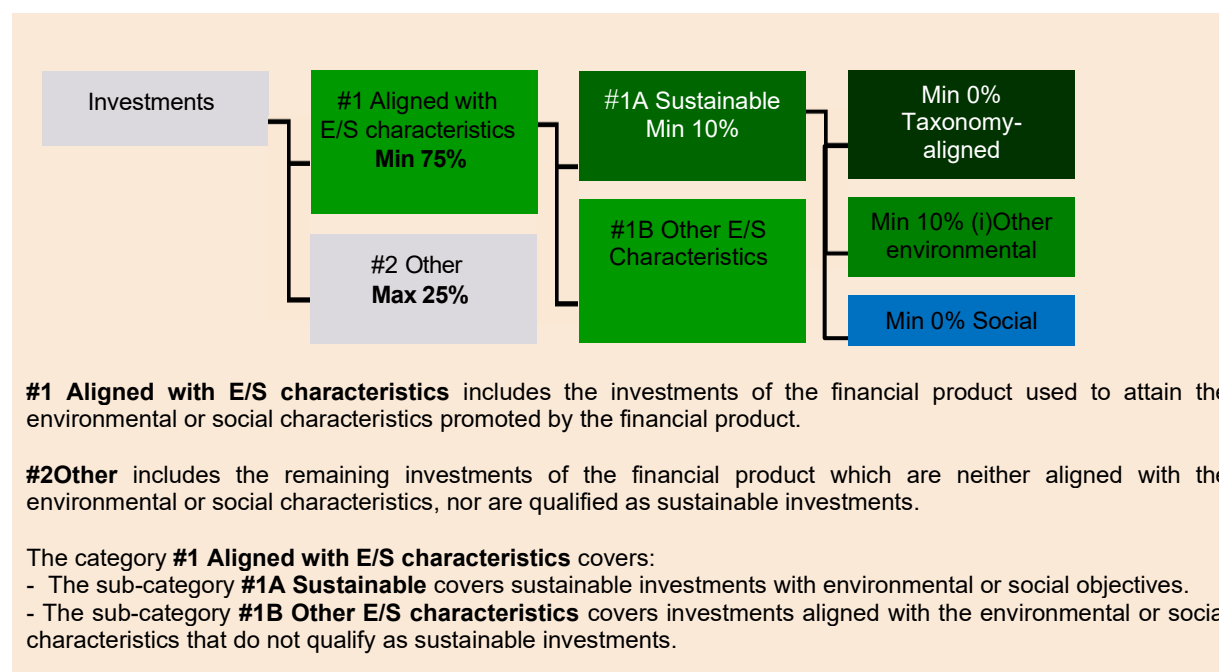 Investments
#1 Aligned with
E/S characteristics
Min 75%
#2 Other
Max 25%
#1A Sustainable
Min 10%
#1B Other E/S
Characteristics
Min 0%
Taxonomy-
aligned
Min 10% (i)Other
environmental
Min 0% Social
#1 Aligned with E/S characteristics includes the investments of the financial product used to attain the
environmental or social characteristics promoted by the financial product.
#2Other includes the remaining investments of the financial product which are neither aligned with the
environmental or social characteristics, nor are qualified as sustainable investments.
The category #1 Aligned with E/S characteristics covers:
- The sub-category #1A Sustainable covers sustainable investments with environmental or social objectives.
- The sub-category #1B Other E/S characteristics covers investments aligned with the environmental or social
characteristics that do not qualify as sustainable investments.